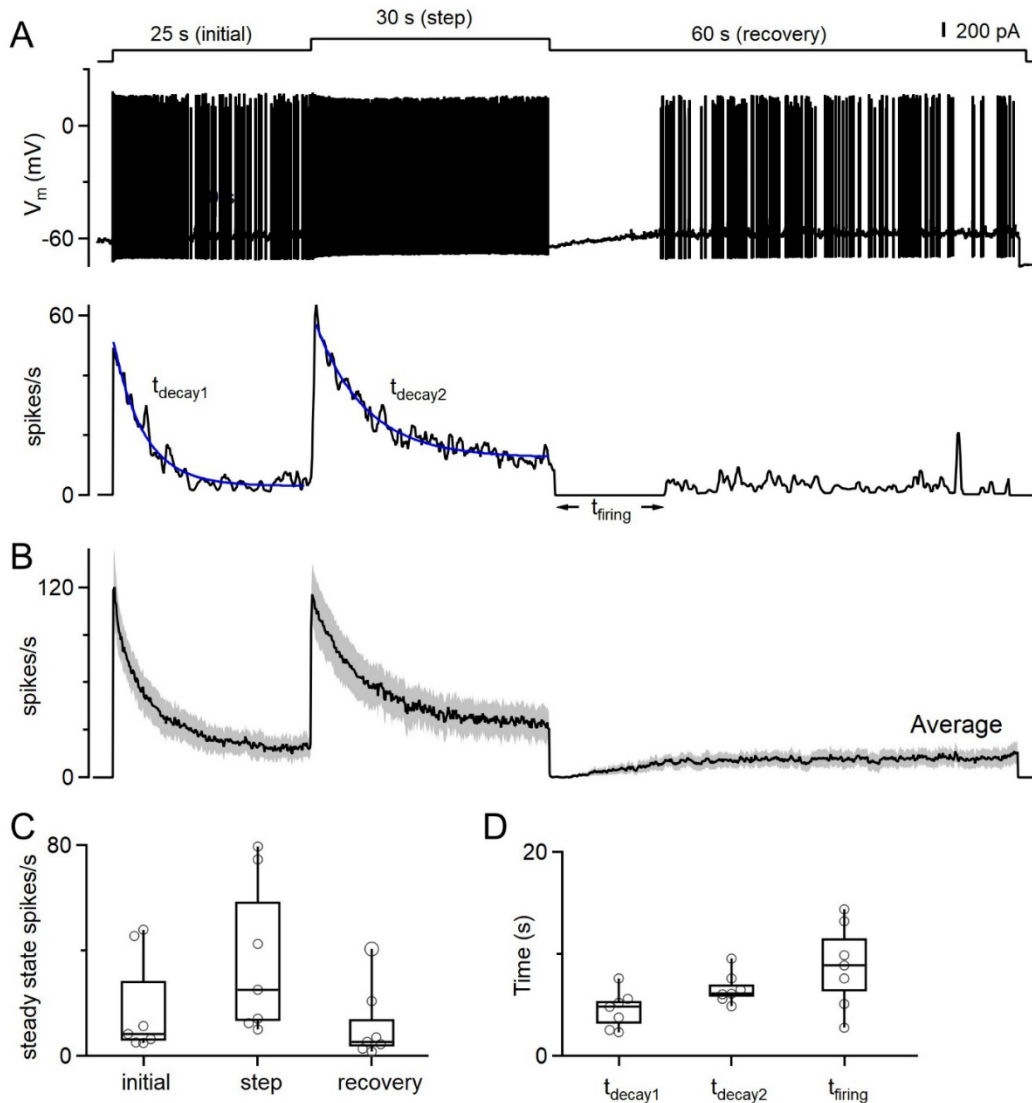 A
25 s (initial)
30 s (step)
60 s (recovery)
200 pA
0
-60
Vm (mV)
60
0
spikes/s
tdecay1
tdecay2
tfiring
B
120
0
spikes/s
Average
C
80
0
steady state spikes/s
initial
step
recovery
D
20
0
Time (s)
tdecay1
tdecay2
tfiring